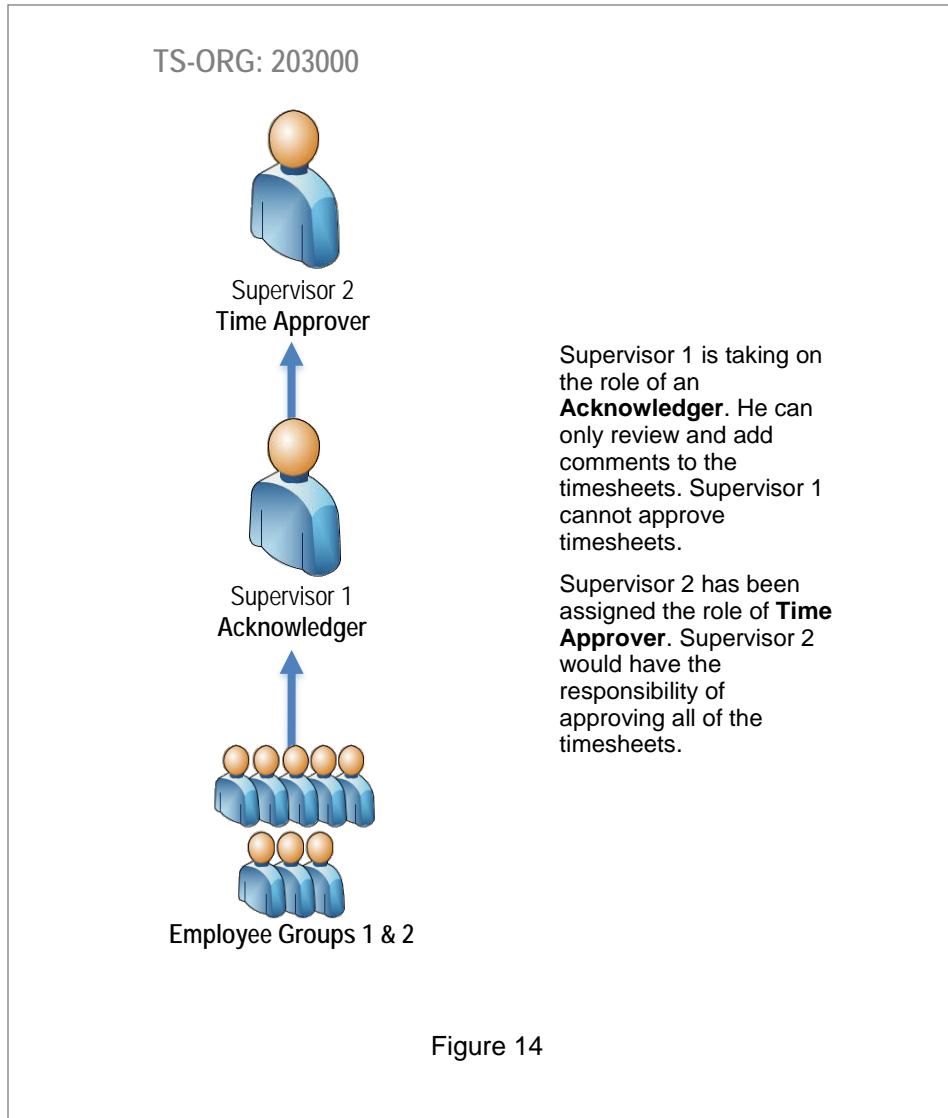 TS-ORG: 203000
Supervisor 2
Time Approver
Supervisor 1
Acknowledger
Employee Groups 1 & 2
Supervisor 1 is taking on
the role of an
Acknowledger. He can
only review and add
comments to the
timesheets. Supervisor 1
cannot approve
timesheets.
Supervisor 2 has been
assigned the role of Time
Approver. Supervisor 2
would have the
responsibility of
approving all of the
timesheets.
Figure 14